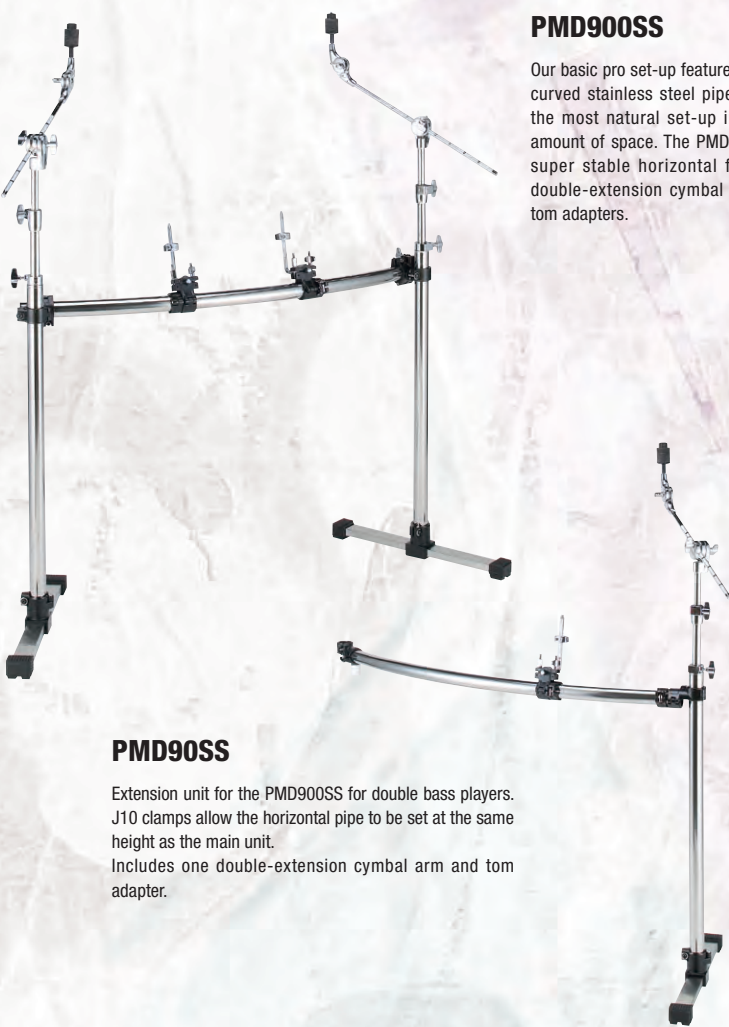 PMD900SS
Our basic pro set-up feature
curved stainless steel pipe
the most natural set-up i
amount of space. The PMD
super stable horizontal f
double-extension cymbal
tom adapters.
PMD90SS
Extension unit for the PMD900SS for double bass players.
J10 clamps allow the horizontal pipe to be set at the same
height as the main unit.
Includes one double-extension cymbal arm and tom
adapter.